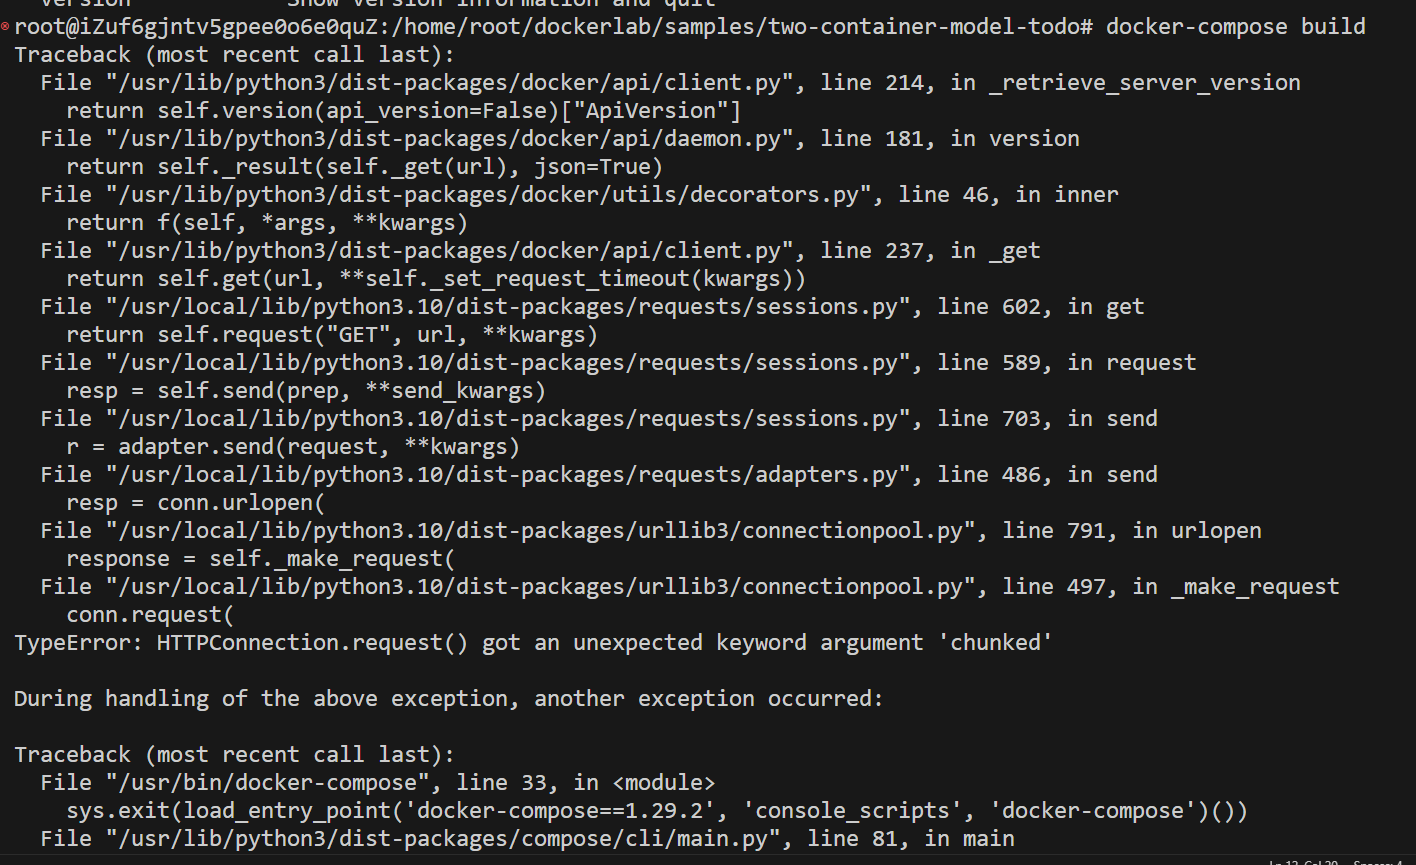 version Show version information and quit
root@iZuf6gjntv5gpee0o6e0quZ:/home/root/dockerlab/samples/two-container-model-todo# docker-compose build
Traceback (most recent call last):
  File "/usr/lib/python3/dist-packages/docker/api/client.py", line 214, in _retrieve_server_version
    return self.version(api_version=False)["ApiVersion"]
  File "/usr/lib/python3/dist-packages/docker/api/daemon.py", line 181, in version
    return self._result(self._get(url), json=True)
  File "/usr/lib/python3/dist-packages/docker/utils/decorators.py", line 46, in inner
    return f(self, *args, **kwargs)
  File "/usr/lib/python3/dist-packages/docker/api/client.py", line 237, in _get
    return self.get(url, **self._set_request_timeout(kwargs))
  File "/usr/local/lib/python3.10/dist-packages/requests/sessions.py", line 602, in get
    return self.request("GET", url, **kwargs)
  File "/usr/local/lib/python3.10/dist-packages/requests/sessions.py", line 589, in request
    resp = self.send(prep, **send_kwargs)
  File "/usr/local/lib/python3.10/dist-packages/requests/sessions.py", line 703, in send
    r = adapter.send(request, **kwargs)
  File "/usr/local/lib/python3.10/dist-packages/requests/adapters.py", line 486, in send
    resp = conn.urlopen(
  File "/usr/local/lib/python3.10/dist-packages/urllib3/connectionpool.py", line 791, in urlopen
    response = self._make_request(
  File "/usr/local/lib/python3.10/dist-packages/urllib3/connectionpool.py", line 497, in _make_request
    conn.request(
TypeError: HTTPConnection.request() got an unexpected keyword argument 'chunked'

During handling of the above exception, another exception occurred:

Traceback (most recent call last):
  File "/usr/bin/docker-compose", line 33, in <module>
    sys.exit(load_entry_point('docker-compose==1.29.2', 'console_scripts', 'docker-compose')())
  File "/usr/lib/python3/dist-packages/compose/cli/main.py", line 81, in main